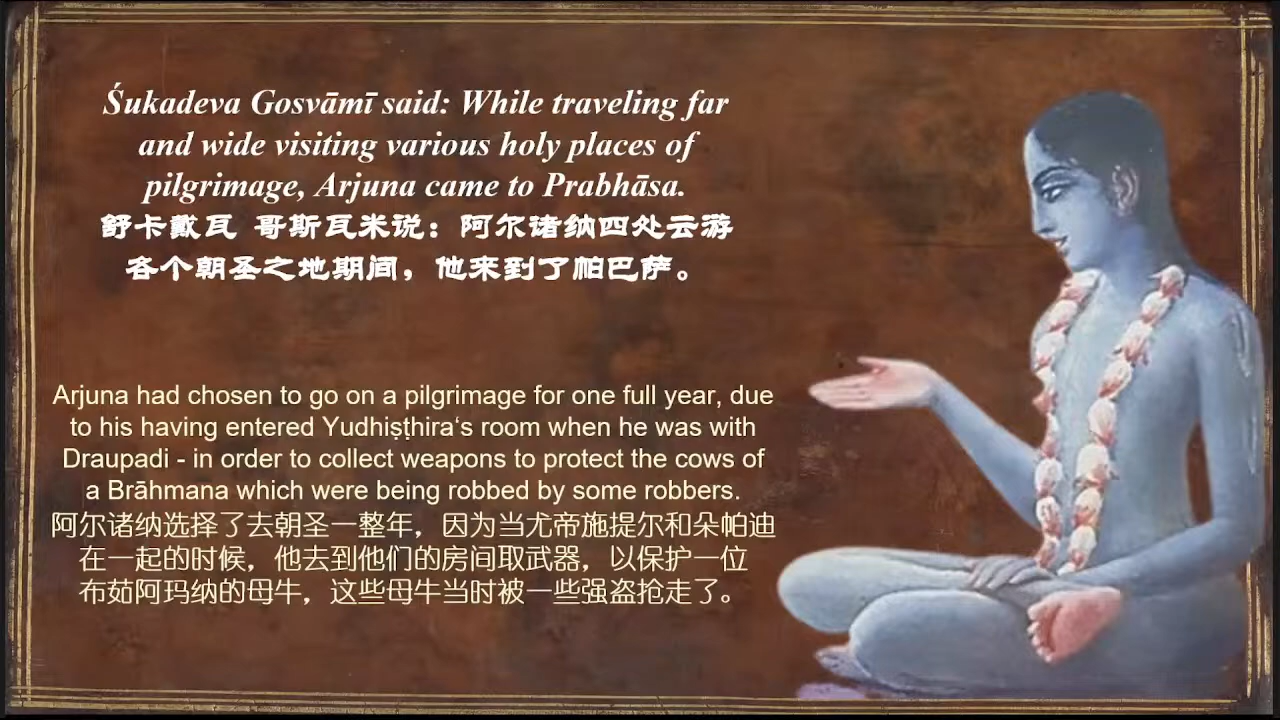 Śukadeva Gosvāmī said: While traveling far
and wide visiting various holy places of
pilgrimage, Arjuna came to Prabhāsa.
舒卡戴瓦 哥斯瓦米说：阿尔诸纳四处云游
各个朝圣之地期间，他来到了帕巴萨。
Arjuna had chosen to go on a pilgrimage for one full year, due
to his having entered Yudhiṣṭhira‘s room when he was with
Draupadi - in order to collect weapons to protect the cows of
a Brāhmana which were being robbed by some robbers.
阿尔诸纳选择了去朝圣一整年，因为当尤帝施提尔和朵帕迪
在一起的时候，他去到他们的房间取武器，以保护一位
布茹阿玛纳的母牛，这些母牛当时被一些强盗抢走了。